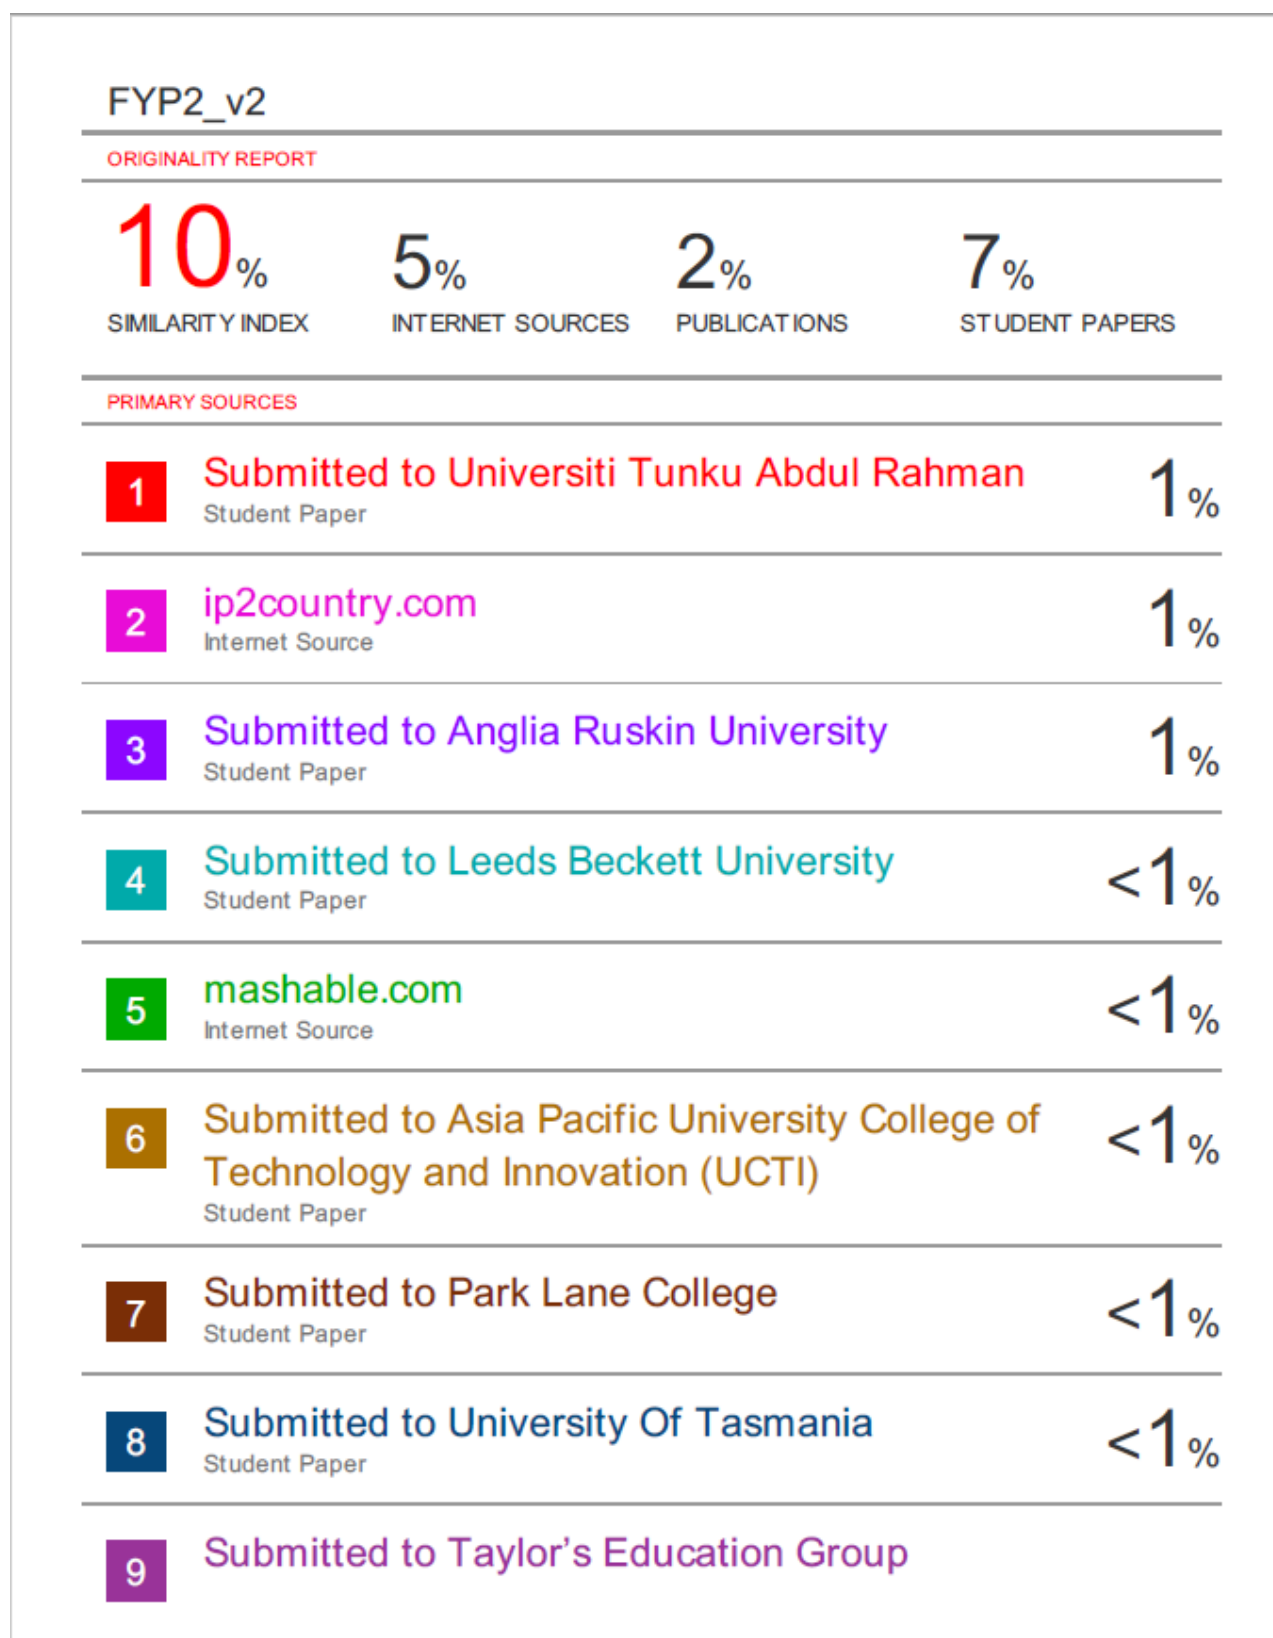 FYP2_v2
ORIGINALITY REPORT
10% 5% 2% 7%
SIMILARITY INDEX INTERNET SOURCES PUBLICATIONS STUDENT PAPERS
PRIMARY SOURCES
1 Submitted to Universiti Tunku Abdul Rahman 1%
Student Paper
2 ip2country.com 1%
Internet Source
3 Submitted to Anglia Ruskin University 1%
Student Paper
4 Submitted to Leeds Beckett University <1%
Student Paper
5 mashable.com <1%
Internet Source
6 Submitted to Asia Pacific University College of <1%
Technology and Innovation (UCTI)
Student Paper
7 Submitted to Park Lane College <1%
Student Paper
8 Submitted to University Of Tasmania <1%
Student Paper
9 Submitted to Taylor’s Education Group